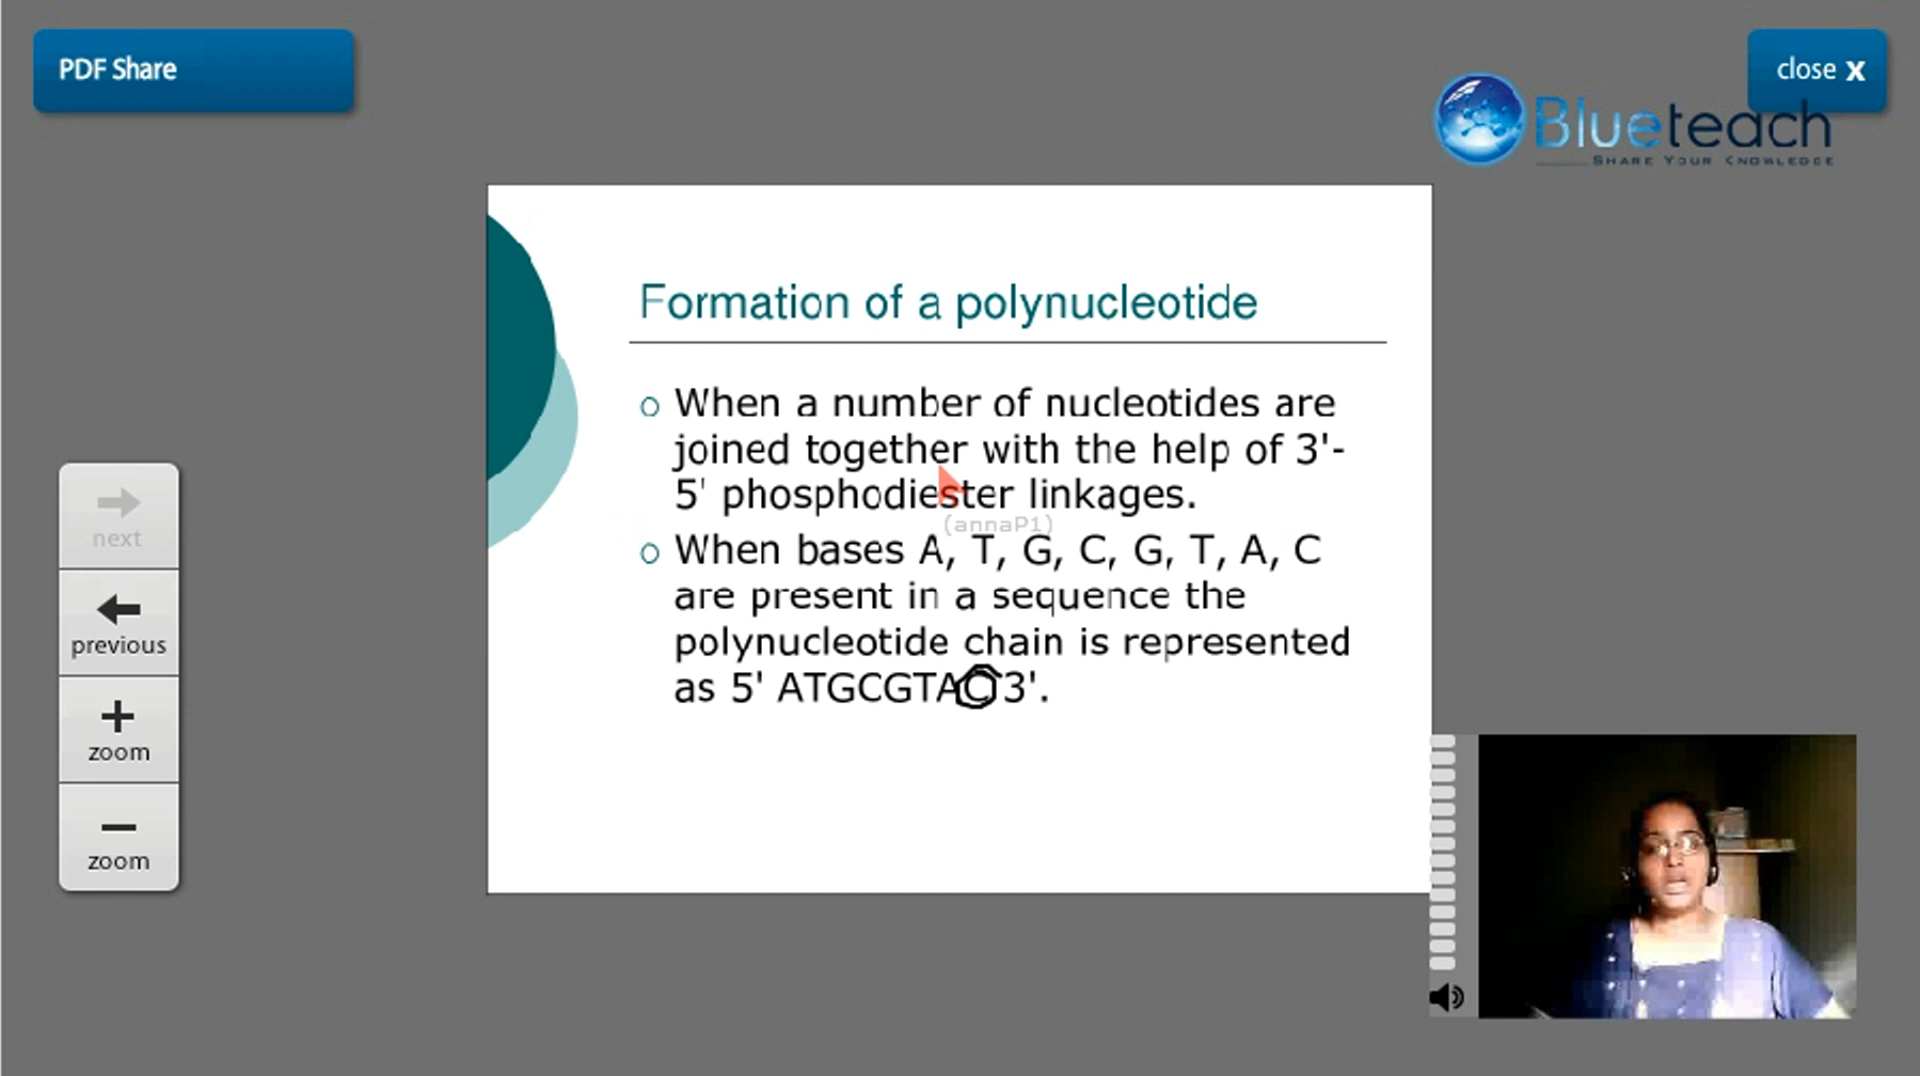 PDF Share
close X
Blueteach
SHARE YOUR KNOWLEDGE
Formation of a polynucleotide
When a number of nucleotides are
joined together with the help of 3'-
5' phosphodiester linkages.
(annaP1)
When bases A, T, G, C, G, T, A, C
are present in a sequence the
polynucleotide chain is represented
as 5' ATGCGTAC 3'.
next
previous
zoom
zoom